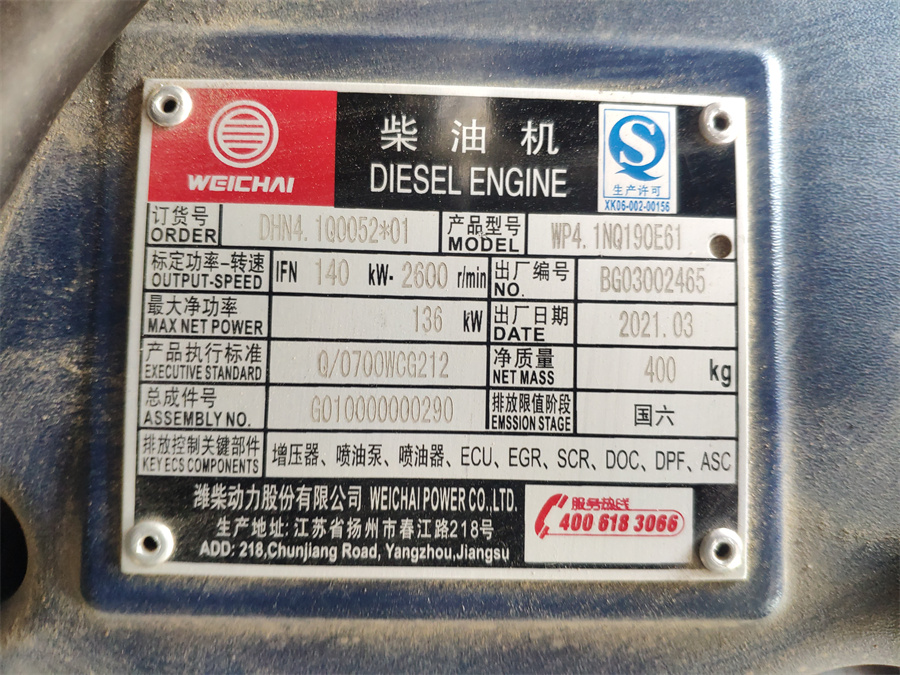 WEICHAI
柴油机
DIESEL ENGINE
生产许可
XK06-002-00156
订货号
ORDER
DHN4.1Q0052*01
产品型号
MODEL
WP4.1NQ190E61
标定功率-转速
OUTPUT-SPEED
IFN 140 kW- 2600 r/min
出厂编号
NO.
BG03002465
最大净功率
MAX NET POWER
136 kW
出厂日期
DATE
2021.03
产品执行标准
EXECUTIVE STANDARD
Q/0700WCG212
净质量
NET MASS
400 kg
总成件号
ASSEMBLY NO.
G010000000290
排放限值阶段
EMSSION STAGE
国六
排放控制关键部件
KEY ECS COMPONENTS
增压器、喷油泵、喷油器、ECU、EGR、SCR、DOC、DPF、ASC
潍柴动力股份有限公司 WEICHAI POWER CO.,LTD.
生产地址:江苏省扬州市春江路218号
ADD: 218,Chunjiang Road, Yangzhou,Jiangsu
服务热线
400 618 3066